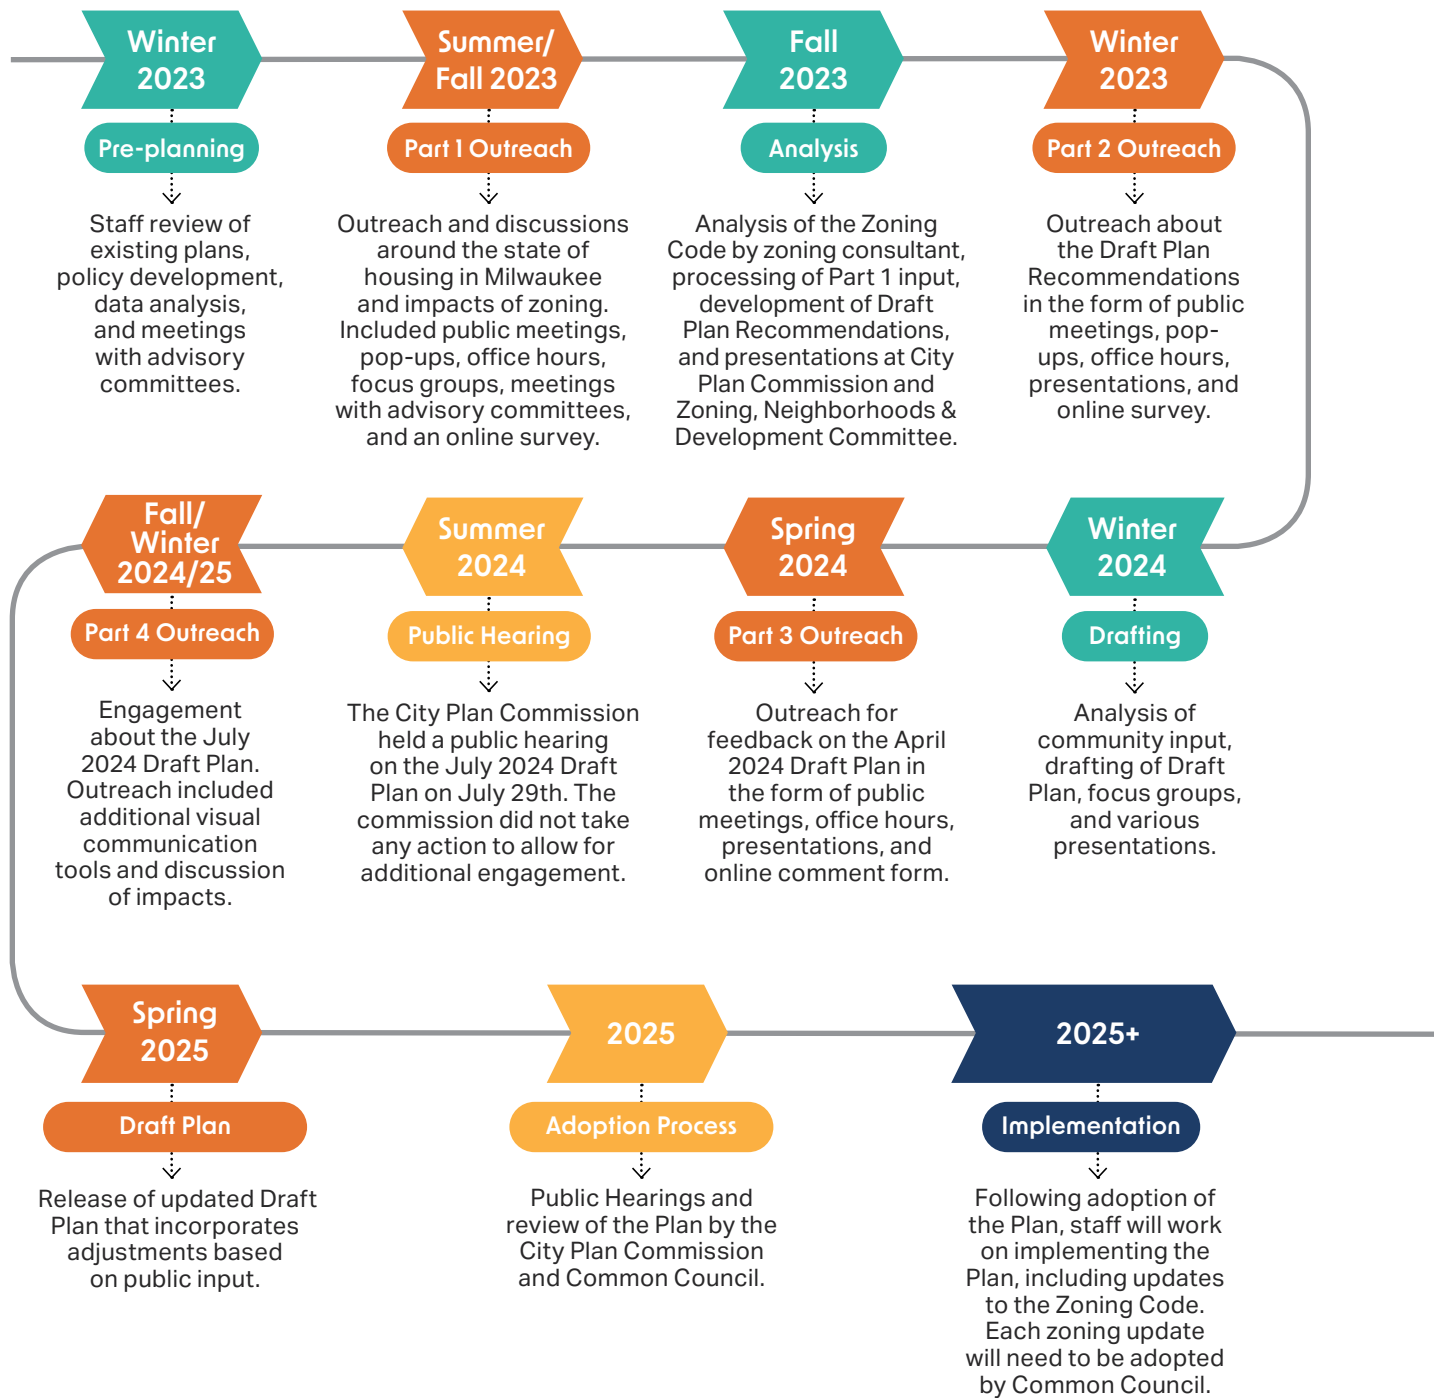 Winter
2023
Pre-planning
Staff review of
existing plans,
policy development,
data analysis,
and meetings
with advisory
committees.
Summer/
Fall 2023
Part 1 Outreach
Outreach and discussions
around the state of
housing in Milwaukee
and impacts of zoning.
Included public meetings,
pop-ups, office hours,
focus groups, meetings
with advisory committees,
and an online survey.
Fall
2023
Analysis
Analysis of the Zoning
Code by zoning consultant,
processing of Part 1 input,
development of Draft
Plan Recommendations,
and presentations at City
Plan Commission and
Zoning, Neighborhoods &
Development Committee.
Winter
2023
Part 2 Outreach
Outreach about
the Draft Plan
Recommendations
in the form of public
meetings, pop-
ups, office hours,
presentations, and
online survey.
Winter
2024
Drafting
Analysis of
community input,
drafting of Draft
Plan, focus groups,
and various
presentations.
Spring
2024
Part 3 Outreach
Outreach for
feedback on the April
2024 Draft Plan in
the form of public
meetings, office hours,
presentations, and
online comment form.
Summer
2024
Public Hearing
The City Plan Commission
held a public hearing
on the July 2024 Draft
Plan on July 29th. The
commission did not take
any action to allow for
additional engagement.
Fall/
Winter
2024/25
Part 4 Outreach
Engagement
about the July
2024 Draft Plan.
Outreach included
additional visual
communication
tools and discussion
of impacts.
Spring
2025
Draft Plan
Release of updated Draft
Plan that incorporates
adjustments based
on public input.
2025
Adoption Process
Public Hearings and
review of the Plan by the
City Plan Commission
and Common Council.
2025+
Implementation
Following adoption of
the Plan, staff will work
on implementing the
Plan, including updates
to the Zoning Code.
Each zoning update
will need to be adopted
by Common Council.